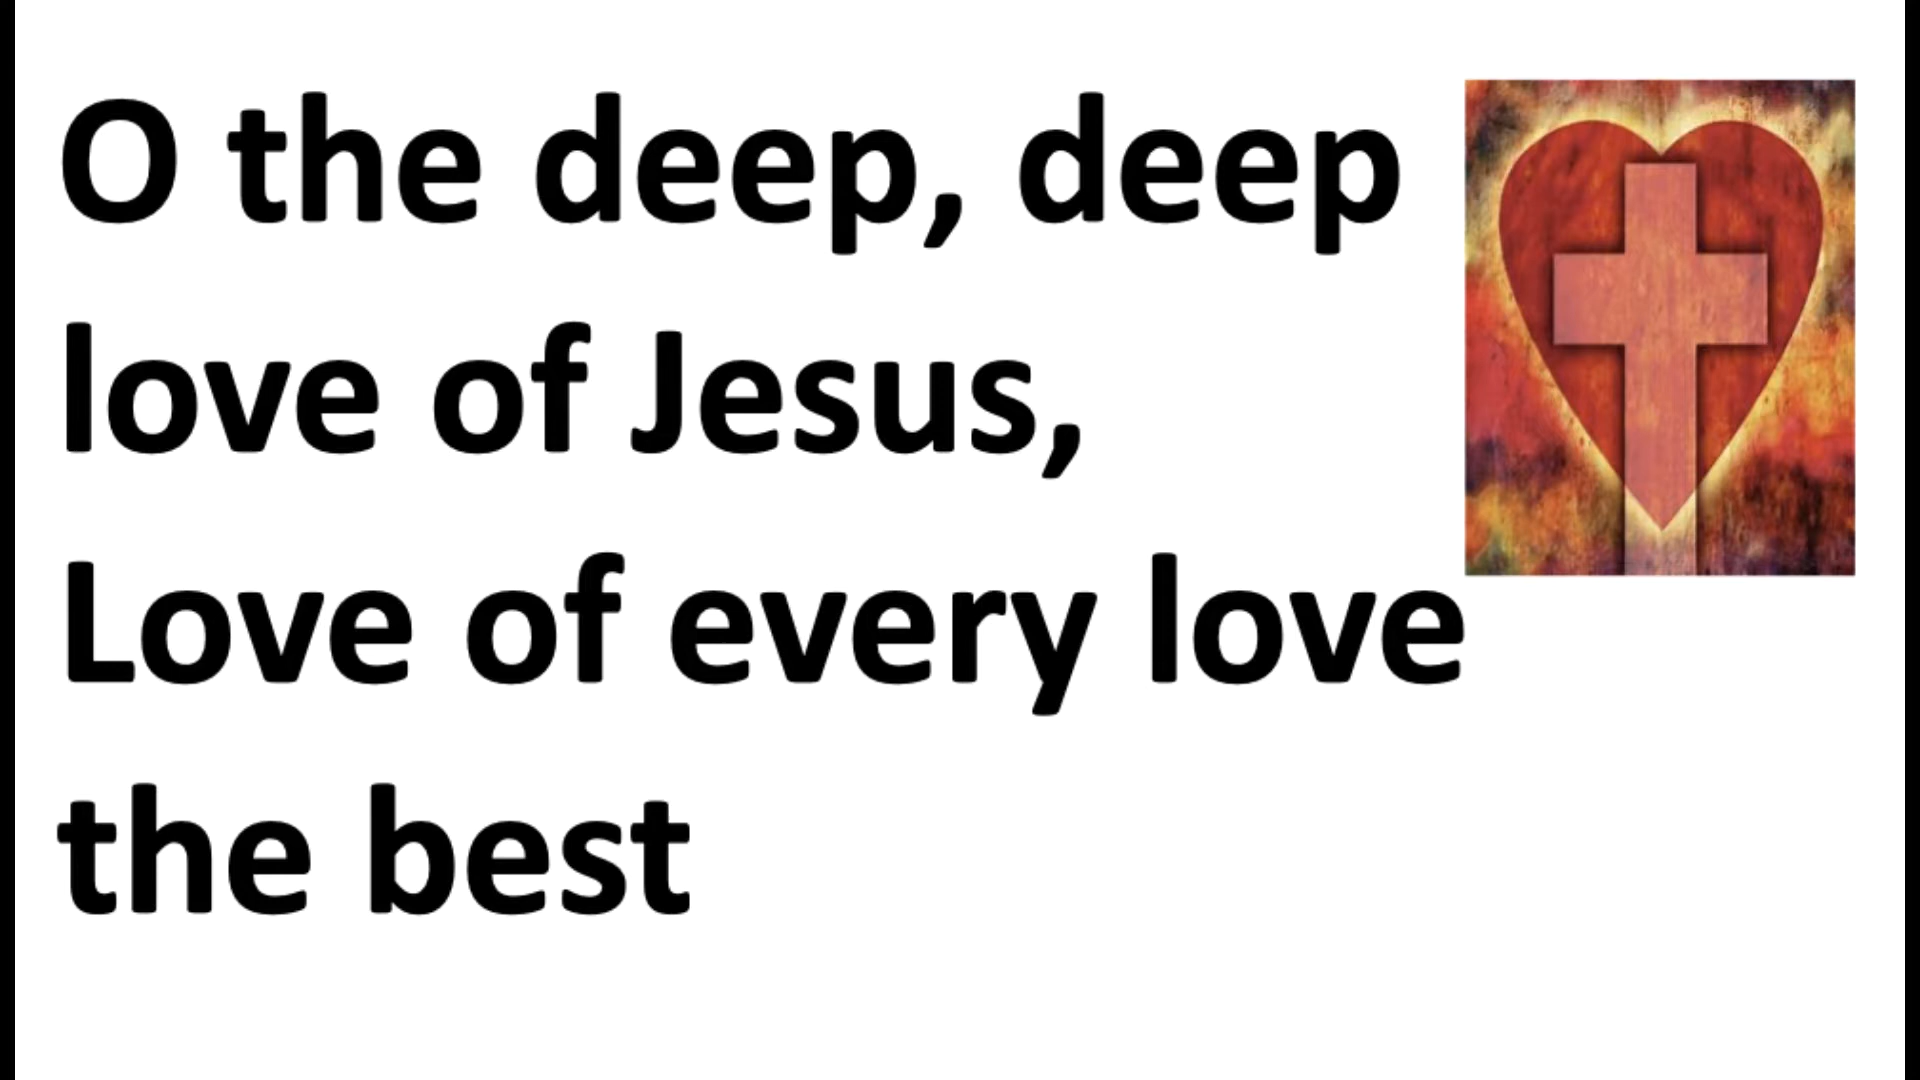 O the deep, deep
love of Jesus,
Love of every love
the best